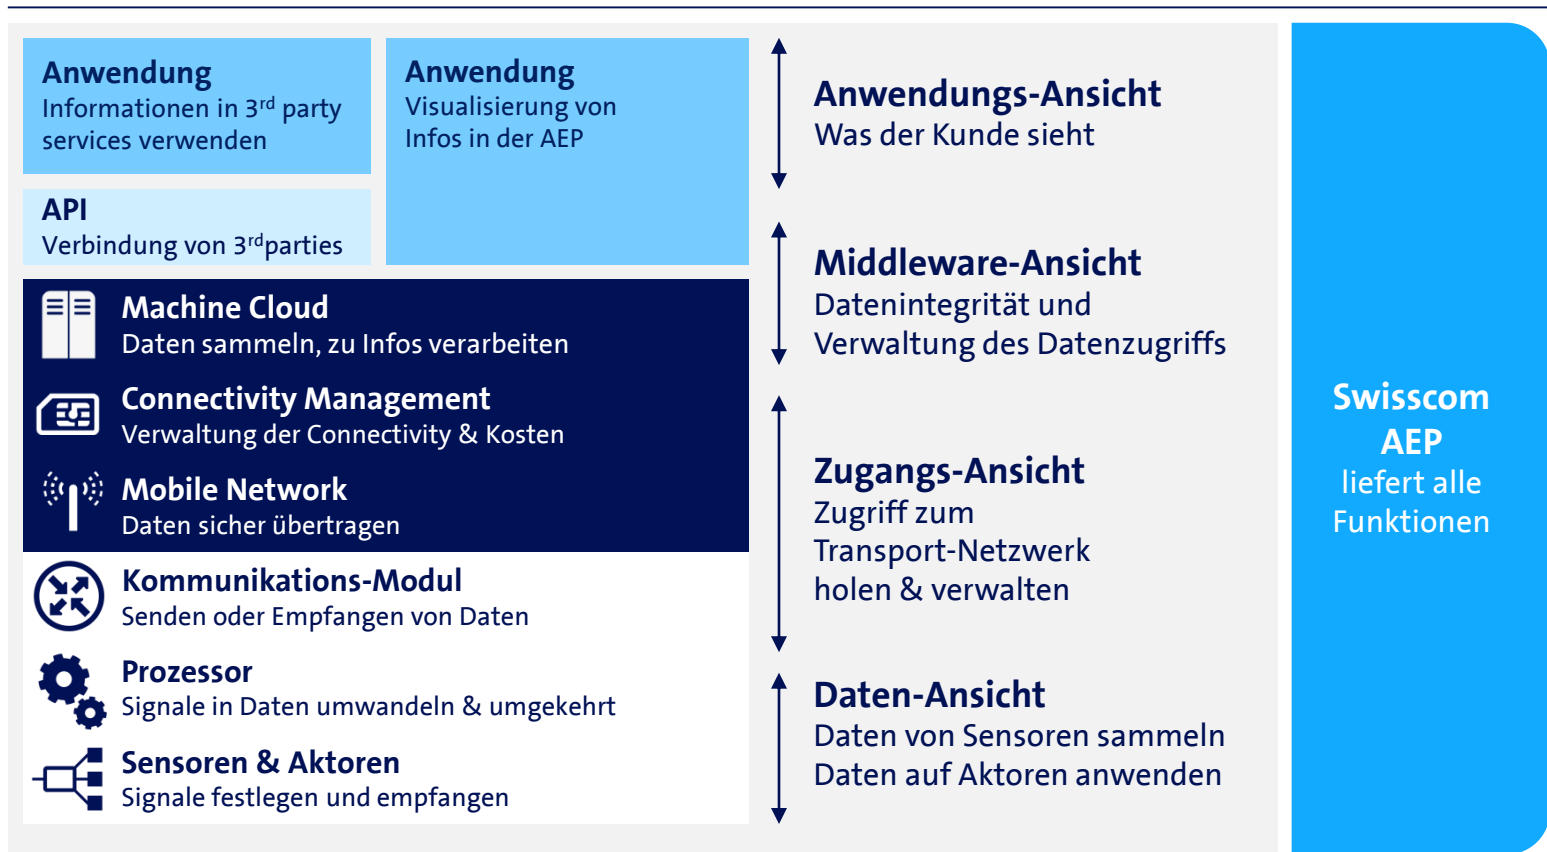 Anwendung
Informationen in 3rd party
services verwenden
Anwendung
Visualisierung von
Infos in der AEP
API
Verbindung von 3rdparties
Machine Cloud
Daten sammeln, zu Infos verarbeiten
Connectivity Management
Verwaltung der Connectivity & Kosten
Mobile Network
Daten sicher übertragen
Kommunikations-Modul
Senden oder Empfangen von Daten
Prozessor
Signale in Daten umwandeln & umgekehrt
Sensoren & Aktoren
Signale festlegen und empfangen
Anwendungs-Ansicht
Was der Kunde sieht
Middleware-Ansicht
Datenintegrität und
Verwaltung des Datenzugriffs
Zugangs-Ansicht
Zugriff zum
Transport-Netzwerk
holen & verwalten
Daten-Ansicht
Daten von Sensoren sammeln
Daten auf Aktoren anwenden
Swisscom
AEP
liefert alle
Funktionen